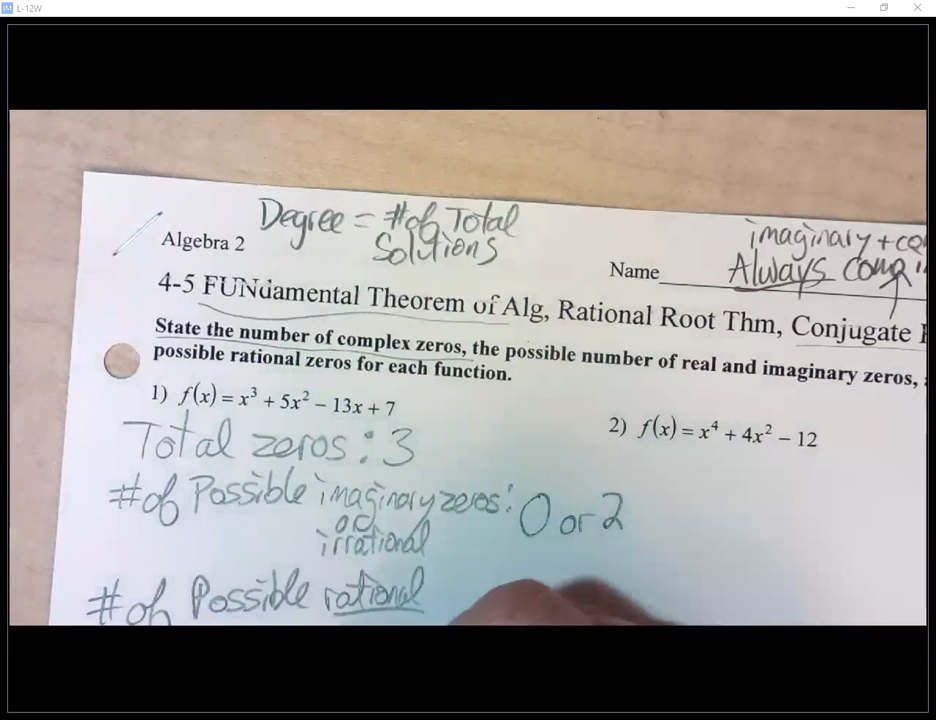 L-12W
Degree = # of Total
Solutions
Algebra 2
imaginary +
Name
Always
4-5 FUNdamental Theorem of Alg, Rational Root Thm, Conjugate
State the number of complex zeros, the possible number of real and imaginary zeros,
possible rational zeros for each function.
1) f(x) = x³ + 5x² − 13x + 7
2) f(x) = x⁴ + 4x² − 12
Total zeros: 3
# of Possible imaginary zeros: 0 or 2
or
irrational
# of Possible rational